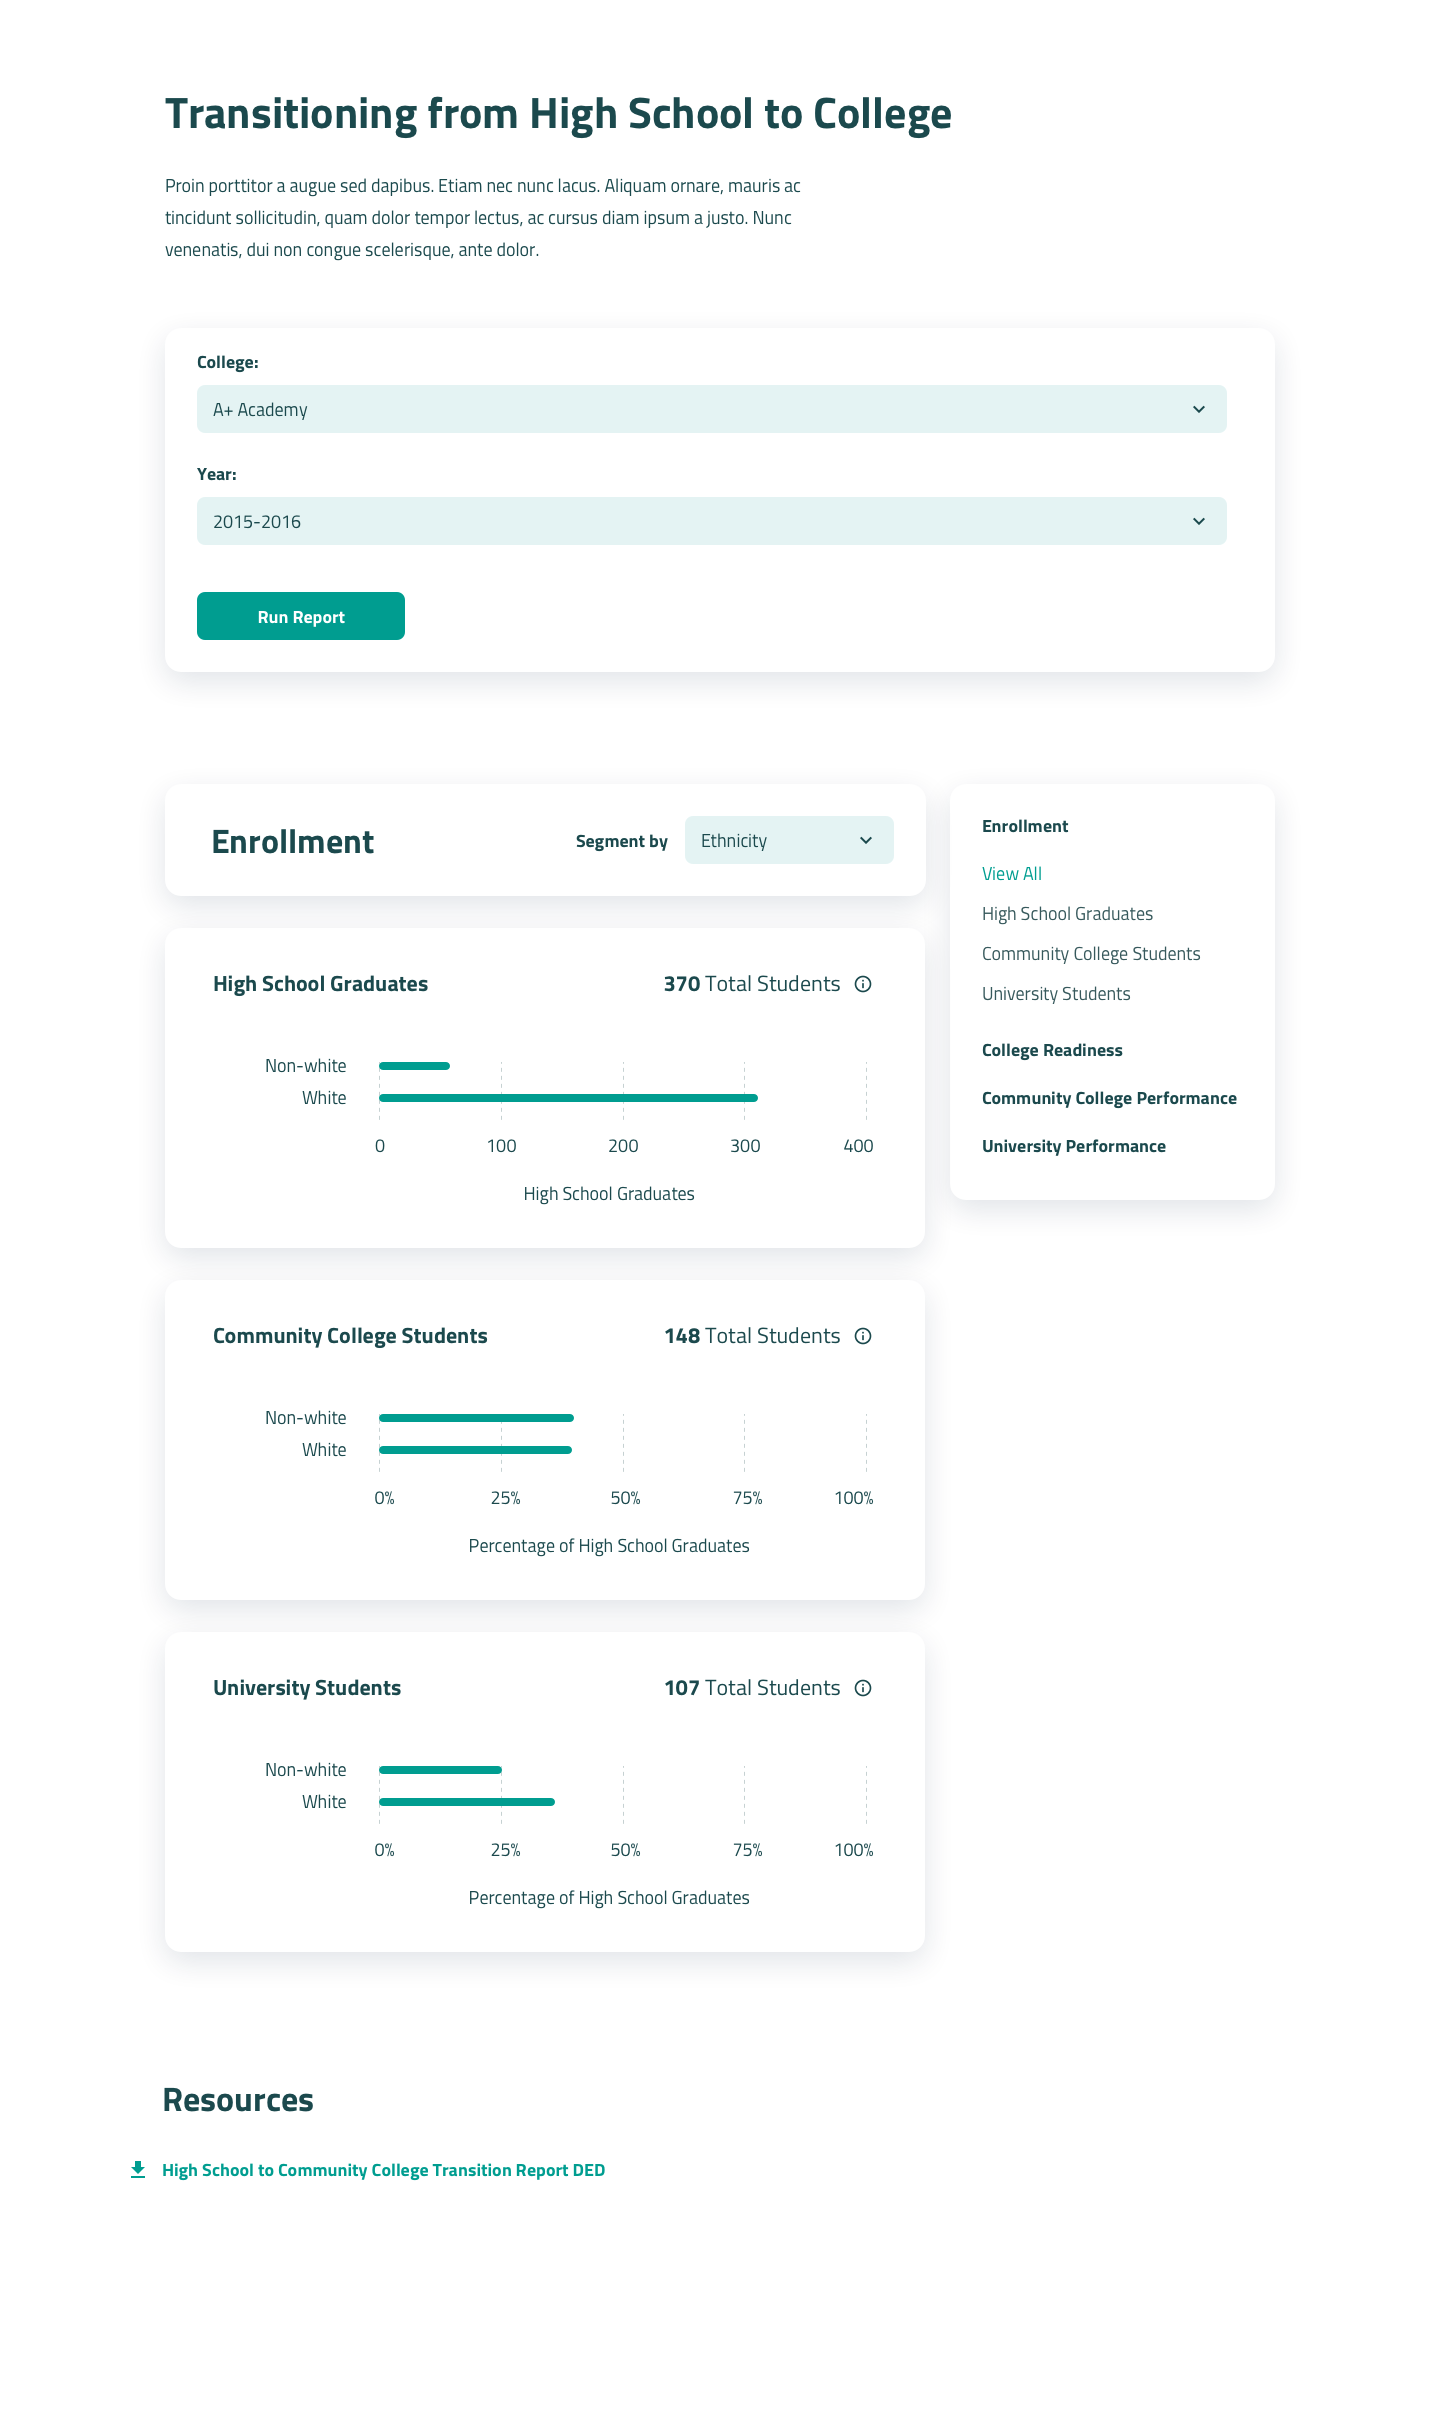 Transitioning from High School to College
Proin porttitor a augue sed dapibus. Etiam nec nunc lacus. Aliquam ornare, mauris ac
tincidunt sollicitudin, quam dolor tempor lectus, ac cursus diam ipsum a justo. Nunc
venenatis, dui non congue scelerisque, ante dolor.
College:
A+ Academy
Year:
2015-2016
Run Report
Enrollment
Segment by
Ethnicity
High School Graduates
370 Total Students
Non-white
White
0 100 200 300 400
High School Graduates
Community College Students
148 Total Students
Non-white
White
0% 25% 50% 75% 100%
Percentage of High School Graduates
University Students
107 Total Students
Non-white
White
0% 25% 50% 75% 100%
Percentage of High School Graduates
Enrollment
View All
High School Graduates
Community College Students
University Students
College Readiness
Community College Performance
University Performance
Resources
High School to Community College Transition Report DED